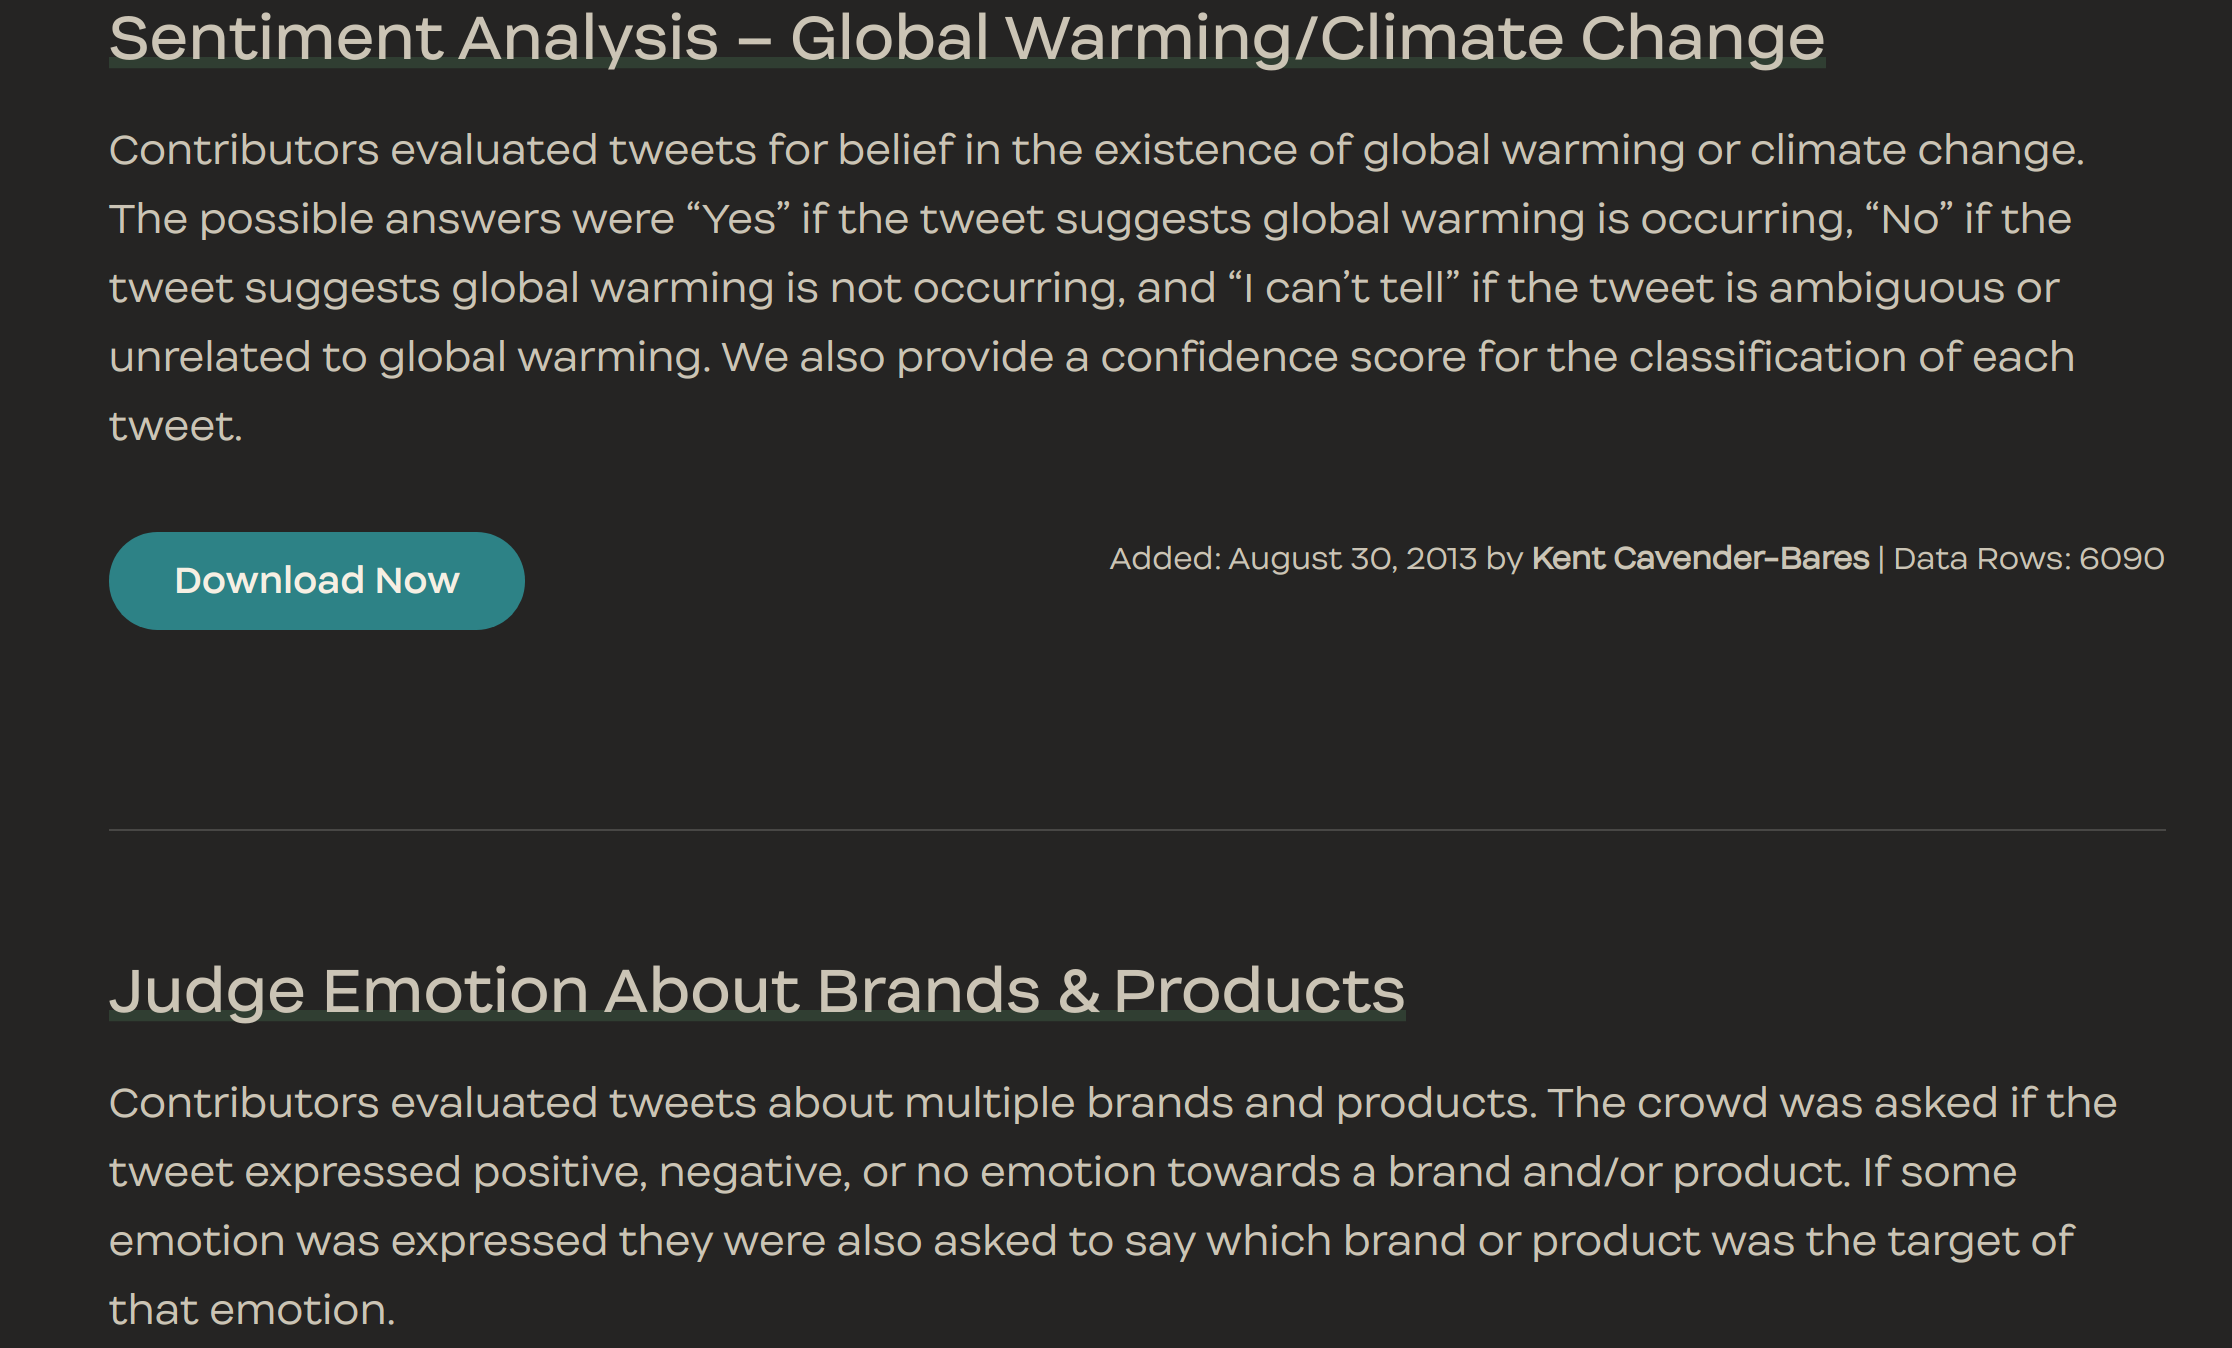 Sentiment Analysis – Global Warming/Climate Change
Contributors evaluated tweets for belief in the existence of global warming or climate change.
The possible answers were “Yes” if the tweet suggests global warming is occurring, “No” if the
tweet suggests global warming is not occurring, and “I can’t tell” if the tweet is ambiguous or
unrelated to global warming. We also provide a confidence score for the classification of each
tweet.
Download Now
Added: August 30, 2013 by Kent Cavender-Bares | Data Rows: 6090
Judge Emotion About Brands & Products
Contributors evaluated tweets about multiple brands and products. The crowd was asked if the
tweet expressed positive, negative, or no emotion towards a brand and/or product. If some
emotion was expressed they were also asked to say which brand or product was the target of
that emotion.